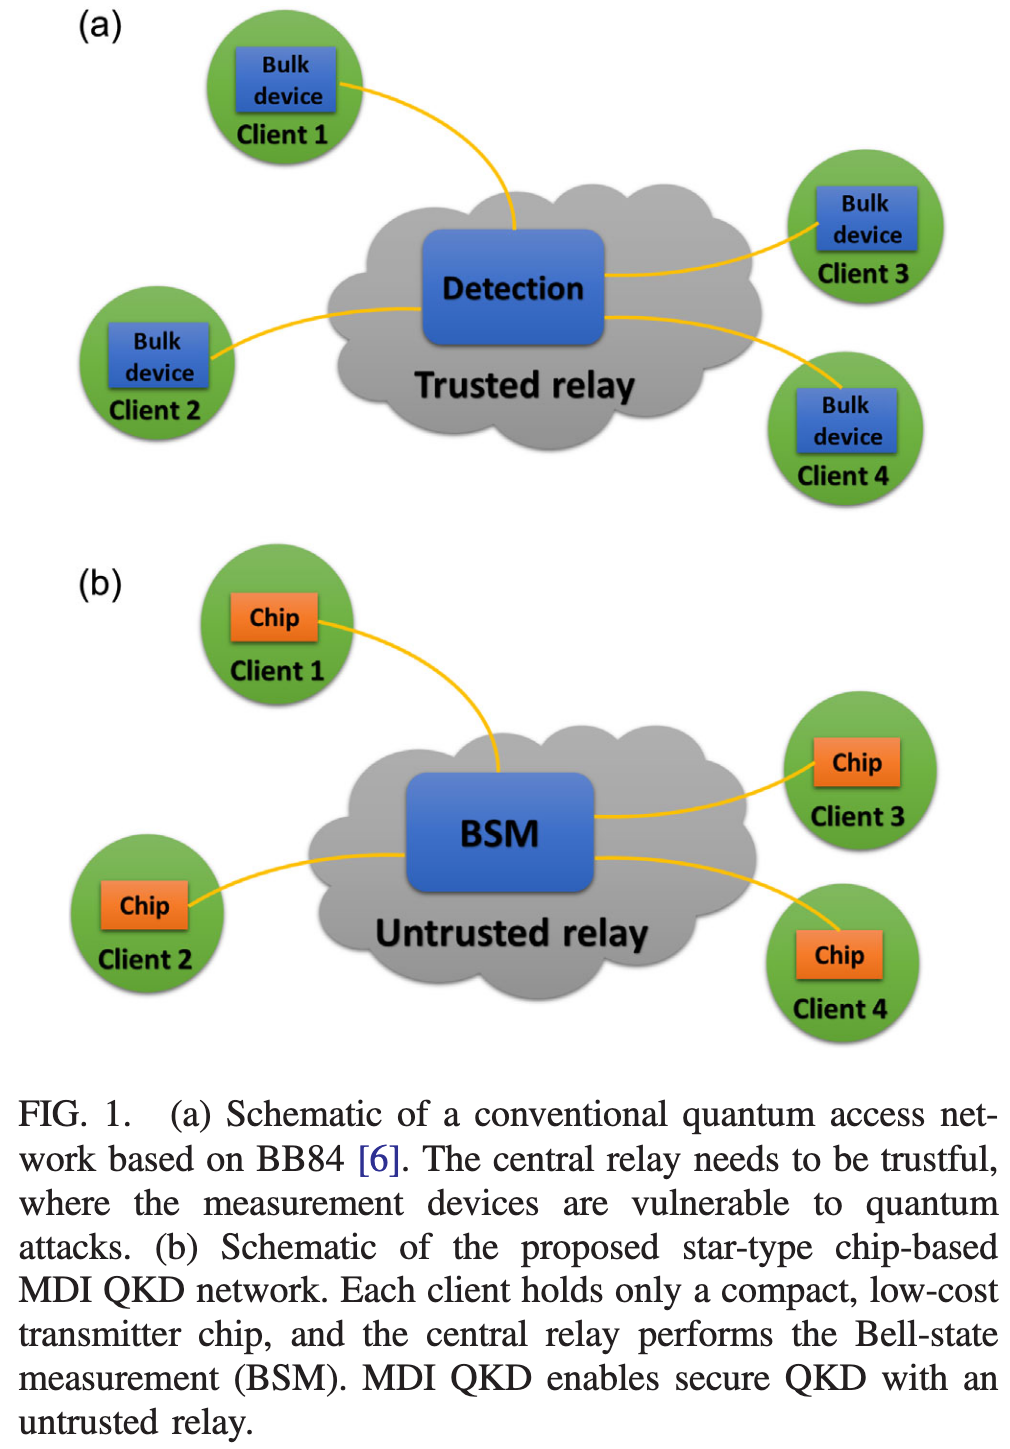 (a)
Bulk
device
Client 1
Bulk
device
Client 3
Detection
Bulk
device
Client 2
Trusted relay
Bulk
device
Client 4
(b)
Chip
Client 1
Chip
Client 3
BSM
Chip
Client 2
Untrusted relay
Chip
Client 4
FIG. 1. (a) Schematic of a conventional quantum access net-
work based on BB84 [6]. The central relay needs to be trustful,
where the measurement devices are vulnerable to quantum
attacks. (b) Schematic of the proposed star-type chip-based
MDI QKD network. Each client holds only a compact, low-cost
transmitter chip, and the central relay performs the Bell-state
measurement (BSM). MDI QKD enables secure QKD with an
untrusted relay.